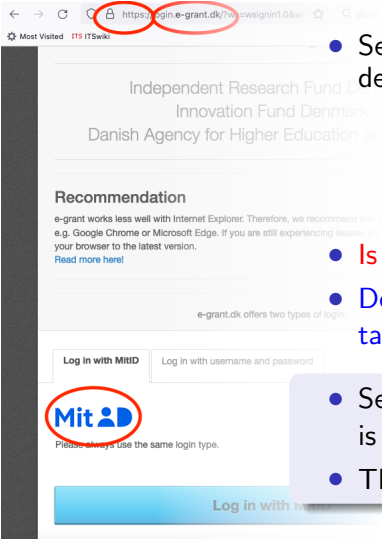 https://login.e-grant.dk/?wa=wsignin1.0&wt
Most Visited ITS ITSwiki
Independent Research Fund D
Innovation Fund Denmark
Danish Agency for Higher Education
Recommendation
e-grant works less well with Internet Explorer. Therefore, we recommend
e.g. Google Chrome or Microsoft Edge. If you are still experiencing issues,
your browser to the latest version.
Read more here!
e-grant.dk offers two types of login:
Log in with MitID Log in with username and password
Mit
Please always use the same login type.
Log in with MitID
• Se
de
• Is
• De
ta
• Se
is
• Th